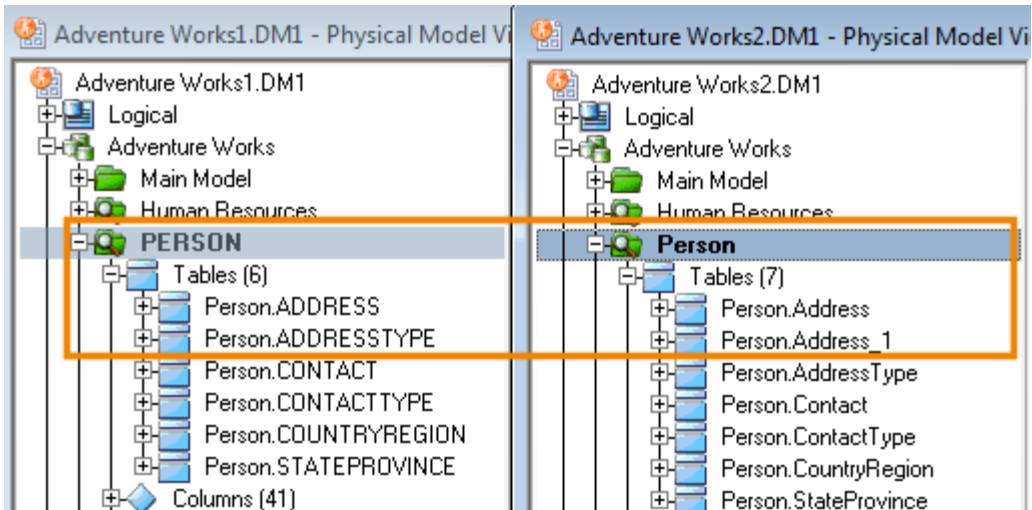 Adventure Works1.DM1 - Physical Model Vi
Adventure Works1.DM1
Logical
Adventure Works
Main Model
Human Resources
PERSON
Tables (6)
Person.ADDRESS
Person.ADDRESSTYPE
Person.CONTACT
Person.CONTACTTYPE
Person.COUNTRYREGION
Person.STATEPROVINCE
Columns (41)
Adventure Works2.DM1 - Physical Model Vi
Adventure Works2.DM1
Logical
Adventure Works
Main Model
Human Resources
Person
Tables (7)
Person.Address
Person.Address_1
Person.AddressType
Person.Contact
Person.ContactType
Person.CountryRegion
Person.StateProvince